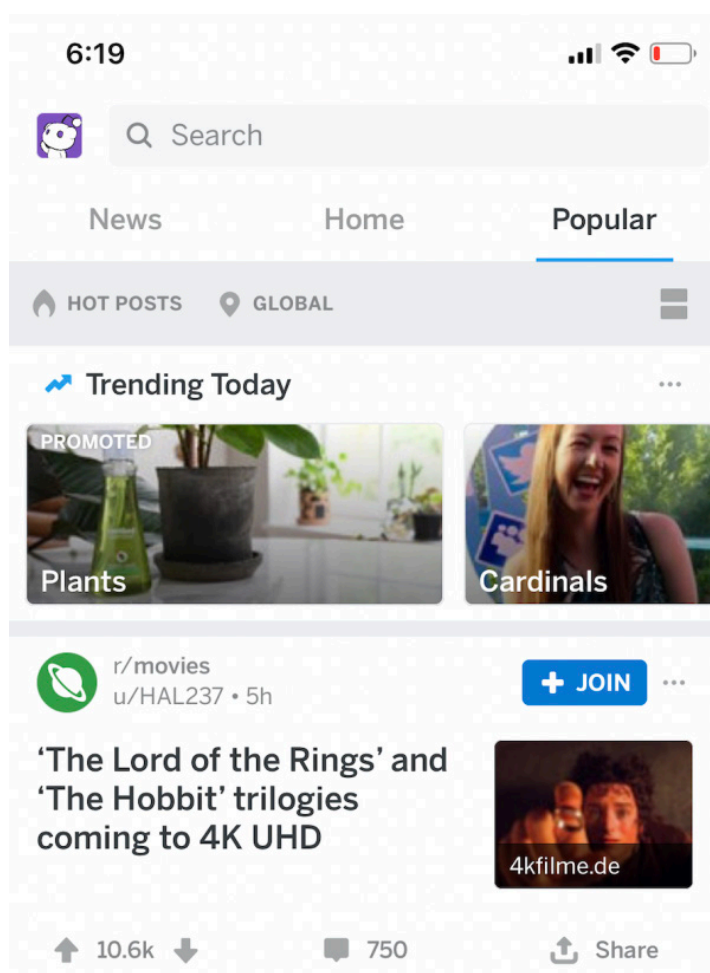 6:19
Search
News Home Popular
HOT POSTS GLOBAL
Trending Today
PROMOTED
Plants
Cardinals
r/movies
u/HAL237 • 5h
JOIN
‘The Lord of the Rings’ and
‘The Hobbit’ trilogies
coming to 4K UHD
4kfilme.de
10.6k 750 Share